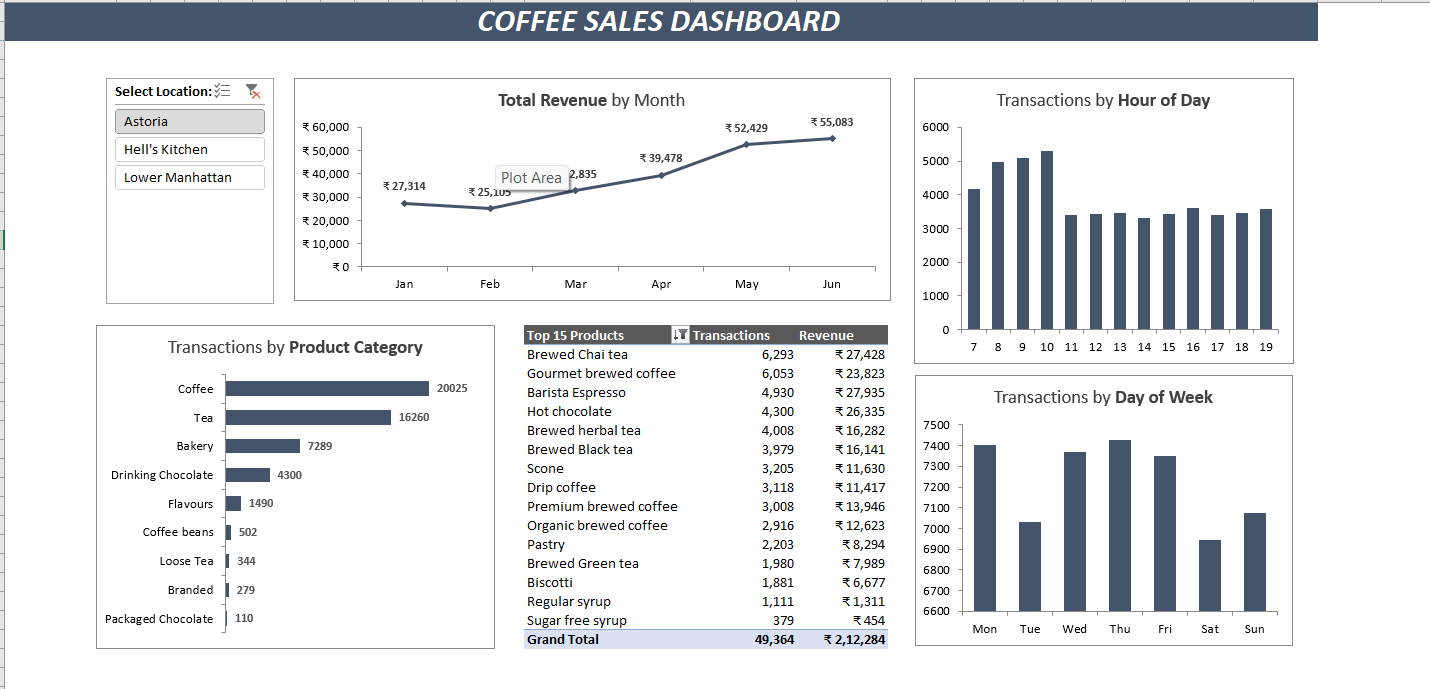 COFFEE SALES DASHBOARD
Select Location:
Astoria
Hell's Kitchen
Lower Manhattan
Total Revenue by Month
₹ 60,000
₹ 50,000
₹ 40,000
₹ 30,000
₹ 20,000
₹ 10,000
₹ 0
₹ 27,314
₹ 25,105
2,835
₹ 39,478
₹ 52,429
₹ 55,083
Plot Area
Jan Feb Mar Apr May Jun
Transactions by Hour of Day
6000
5000
4000
3000
2000
1000
0
7 8 9 10 11 12 13 14 15 16 17 18 19
Transactions by Product Category
Coffee 20025
Tea 16260
Bakery 7289
Drinking Chocolate 4300
Flavours 1490
Coffee beans 502
Loose Tea 344
Branded 279
Packaged Chocolate 110
Top 15 Products Transactions Revenue
Brewed Chai tea 6,293 ₹ 27,428
Gourmet brewed coffee 6,053 ₹ 23,823
Barista Espresso 4,930 ₹ 27,935
Hot chocolate 4,300 ₹ 26,335
Brewed herbal tea 4,008 ₹ 16,282
Brewed Black tea 3,979 ₹ 16,141
Scone 3,205 ₹ 11,630
Drip coffee 3,118 ₹ 11,417
Premium brewed coffee 3,008 ₹ 13,946
Organic brewed coffee 2,916 ₹ 12,623
Pastry 2,203 ₹ 8,294
Brewed Green tea 1,980 ₹ 7,989
Biscotti 1,881 ₹ 6,677
Regular syrup 1,111 ₹ 1,311
Sugar free syrup 379 ₹ 454
Grand Total 49,364 ₹ 2,12,284
Transactions by Day of Week
7500
7400
7300
7200
7100
7000
6900
6800
6700
6600
Mon Tue Wed Thu Fri Sat Sun